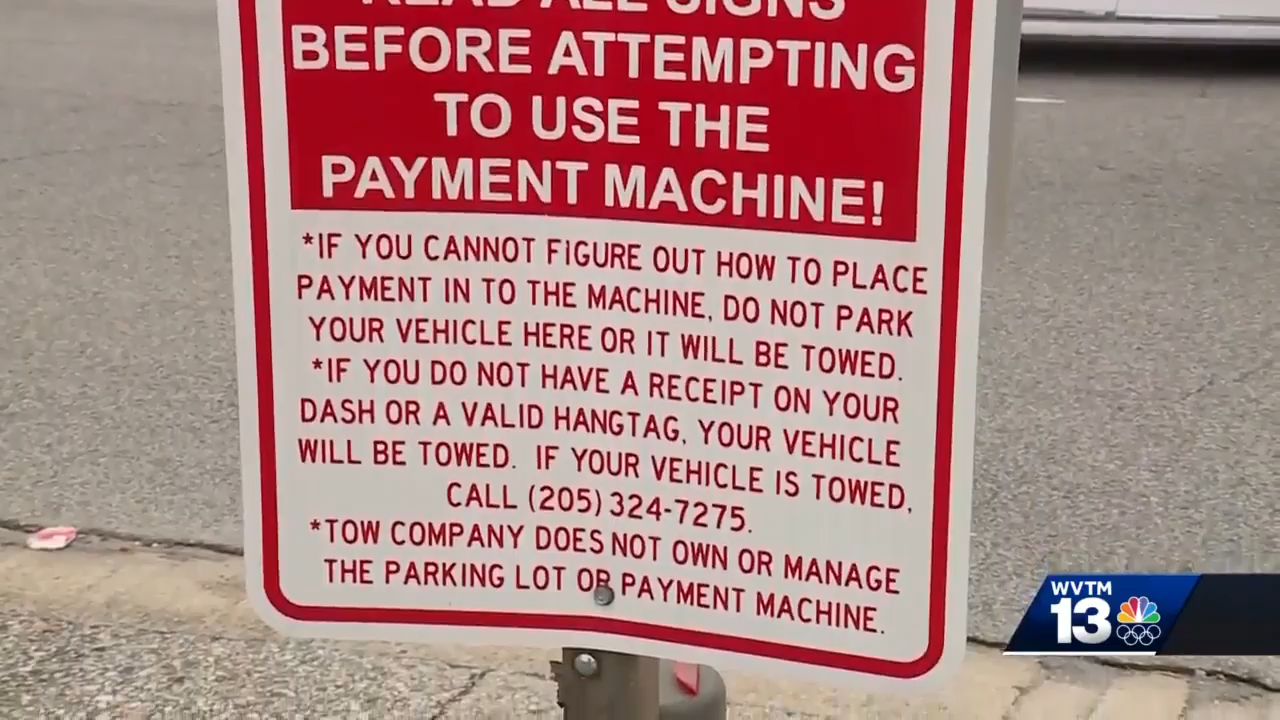 READ ALL SIGNS
BEFORE ATTEMPTING
TO USE THE
PAYMENT MACHINE!
*IF YOU CANNOT FIGURE OUT HOW TO PLACE
PAYMENT IN TO THE MACHINE, DO NOT PARK
YOUR VEHICLE HERE OR IT WILL BE TOWED.
*IF YOU DO NOT HAVE A RECEIPT ON YOUR
DASH OR A VALID HANGTAG, YOUR VEHICLE
WILL BE TOWED. IF YOUR VEHICLE IS TOWED,
CALL (205) 324-7275.
*TOW COMPANY DOES NOT OWN OR MANAGE
THE PARKING LOT OR PAYMENT MACHINE.
WVTM
13